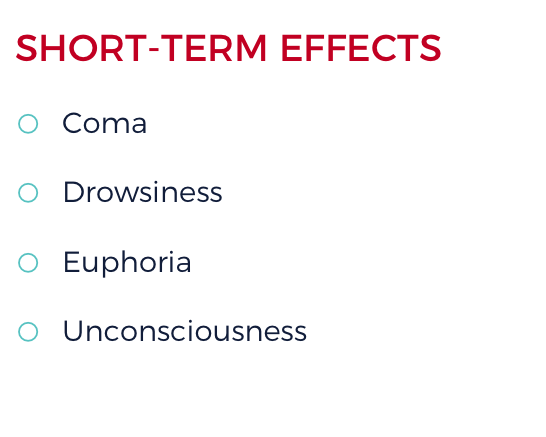 SHORT-TERM EFFECTS
Coma
Drowsiness
Euphoria
Unconsciousness